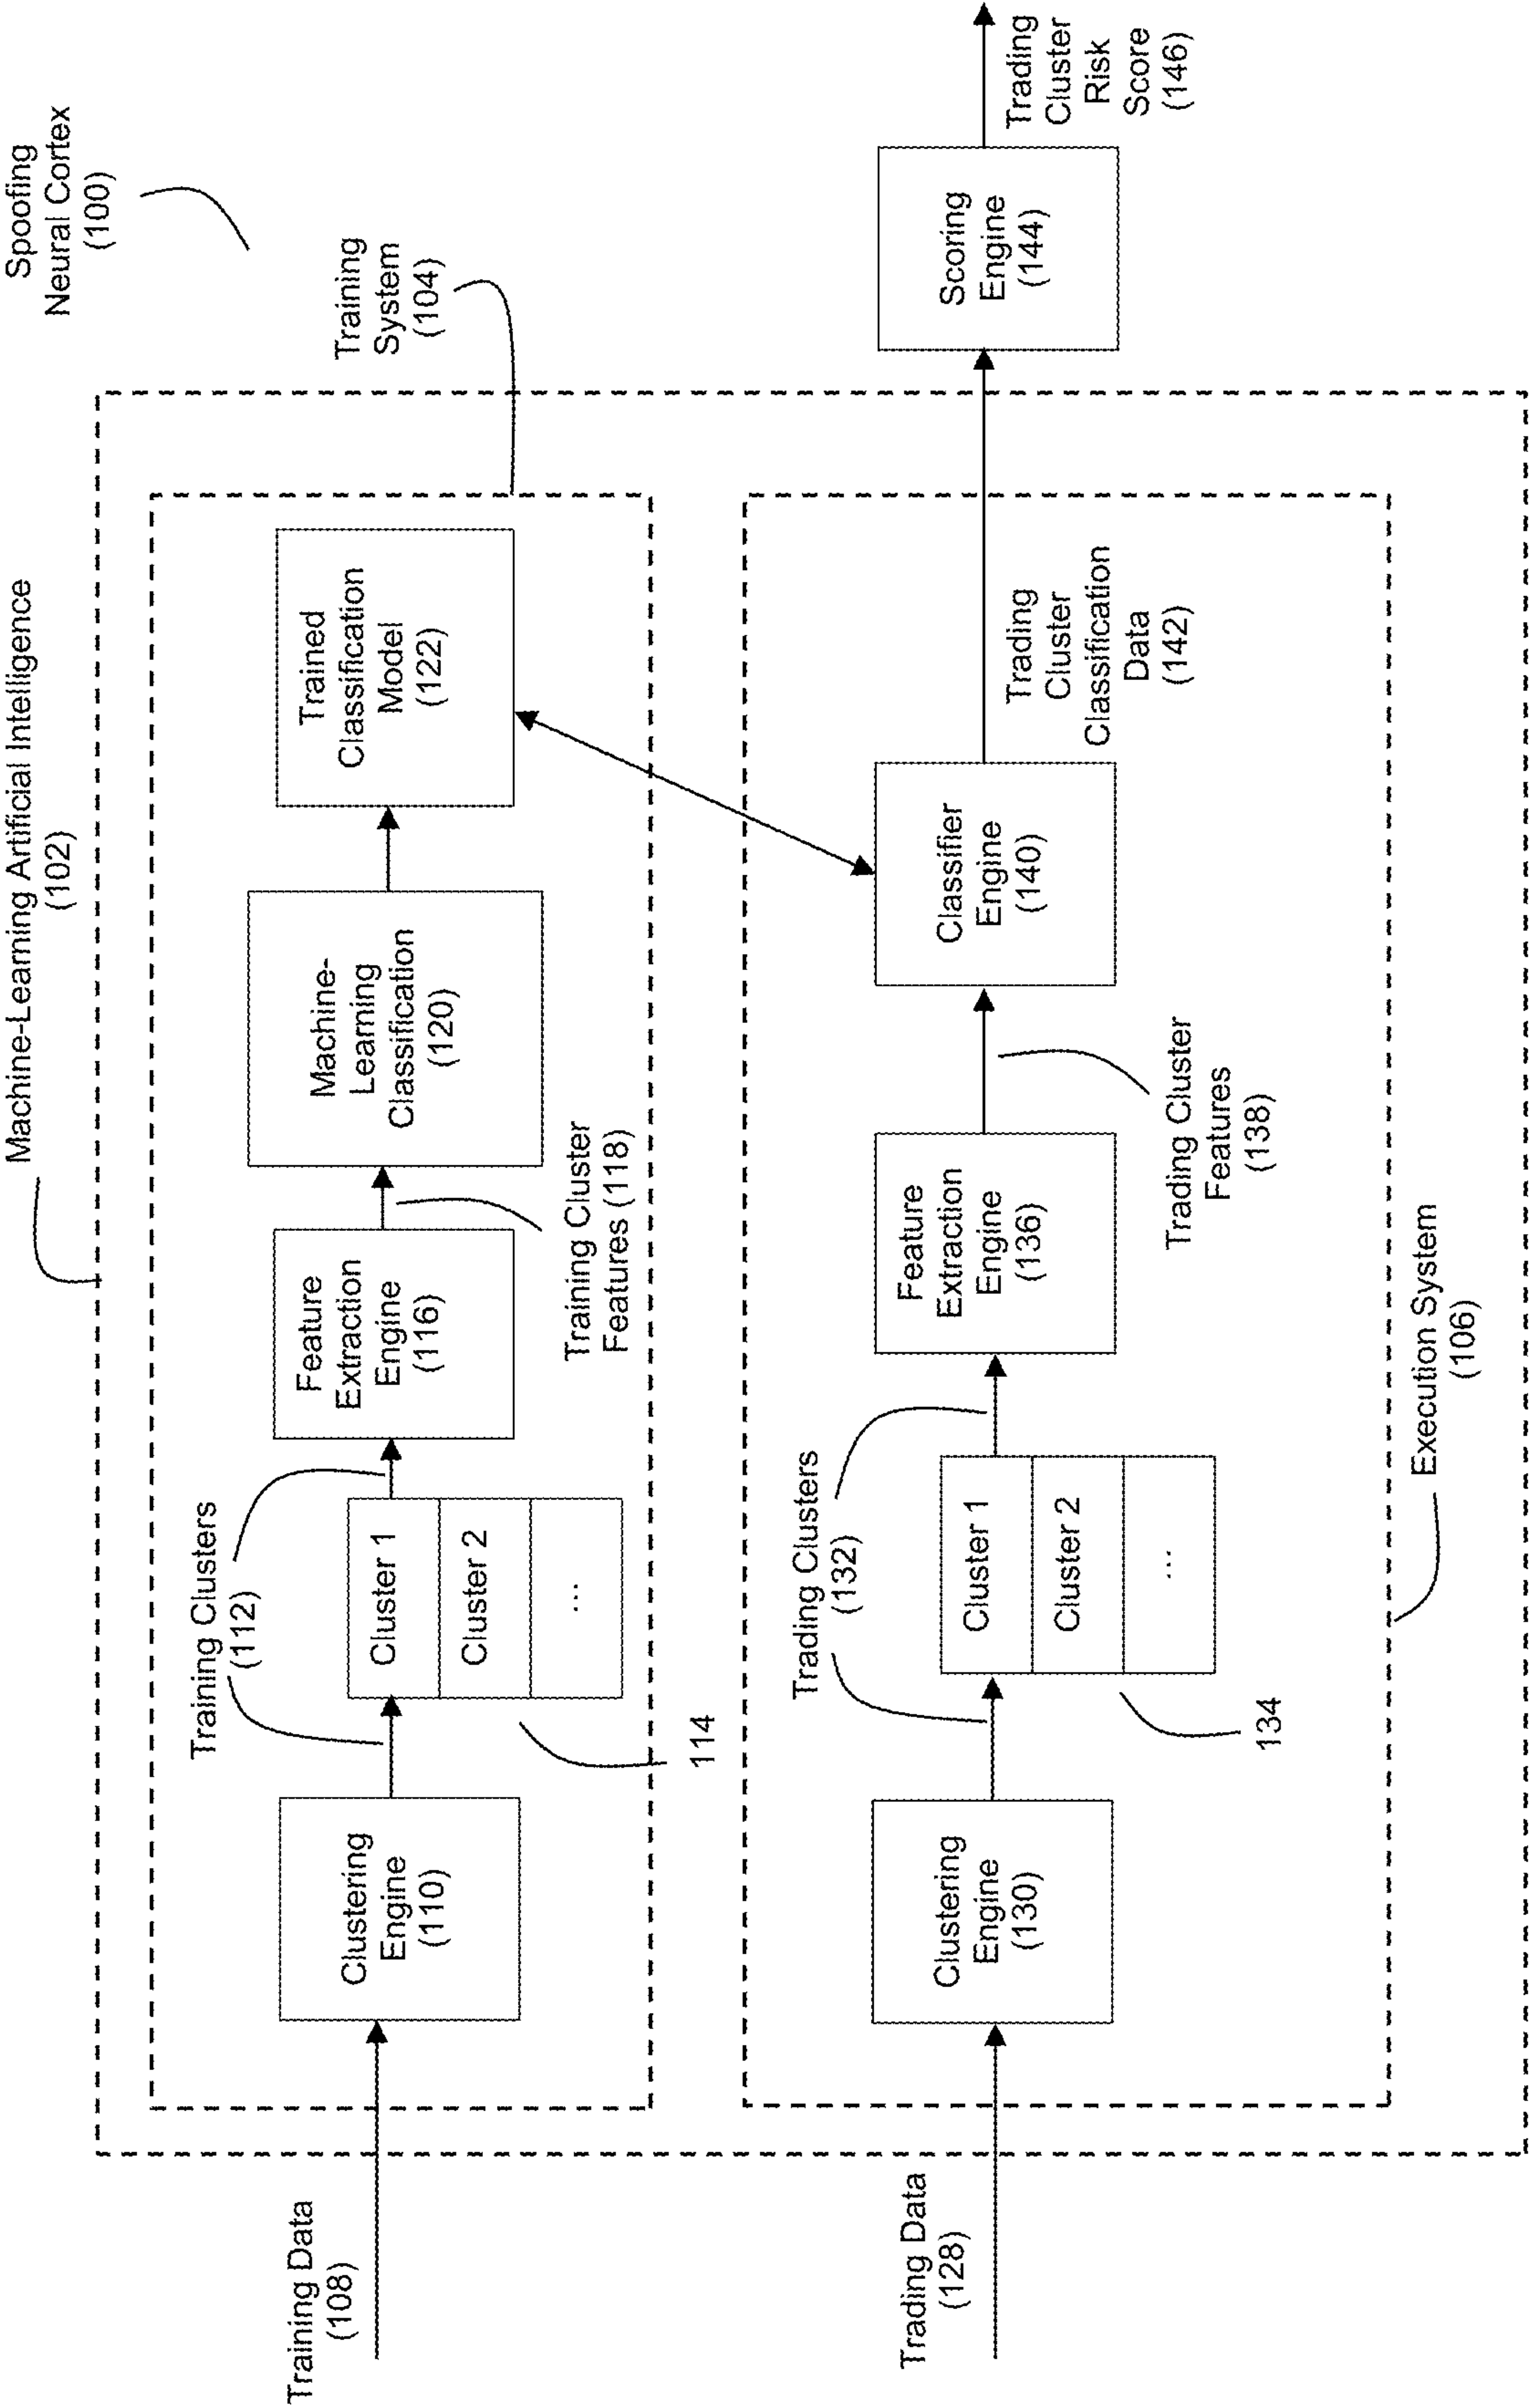 Spoofing
Neural Cortex
(100)
Machine-Learning Artificial Intelligence
(102)
Training
System
(104)
Training Data
(108)
Clustering
Engine
(110)
Training Clusters
(112)
Cluster 1
Cluster 2
...
114
Feature
Extraction
Engine
(116)
Training Cluster
Features (118)
Machine-
Learning
Classification
(120)
Trained
Classification
Model
(122)
Trading Data
(128)
Clustering
Engine
(130)
Trading Clusters
(132)
Cluster 1
Cluster 2
...
134
Feature
Extraction
Engine
(136)
Trading Cluster
Features
(138)
Classifier
Engine
(140)
Trading
Cluster
Classification
Data
(142)
Scoring
Engine
(144)
Trading
Cluster
Risk
Score
(146)
Execution System
(106)